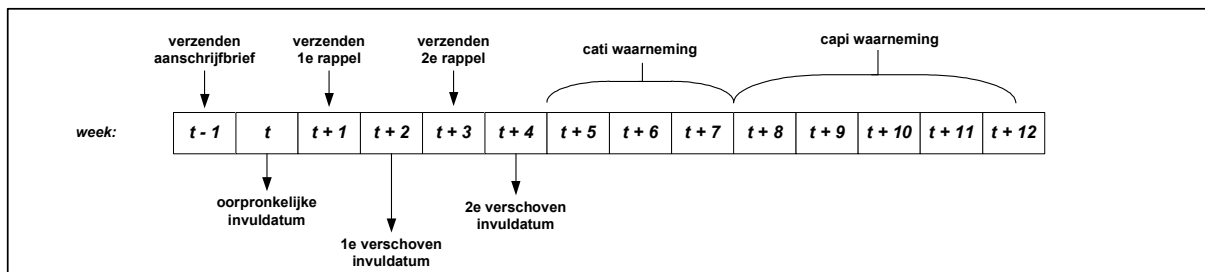 verzenden
aanschrijfbrief
verzenden
1e rappel
verzenden
2e rappel
cati waarneming
capi waarneming
week: t - 1 t t + 1 t + 2 t + 3 t + 4 t + 5 t + 6 t + 7 t + 8 t + 9 t + 10 t + 11 t + 12
oorpronkelijke
invuldatum
1e verschoven
invuldatum
2e verschoven
invuldatum